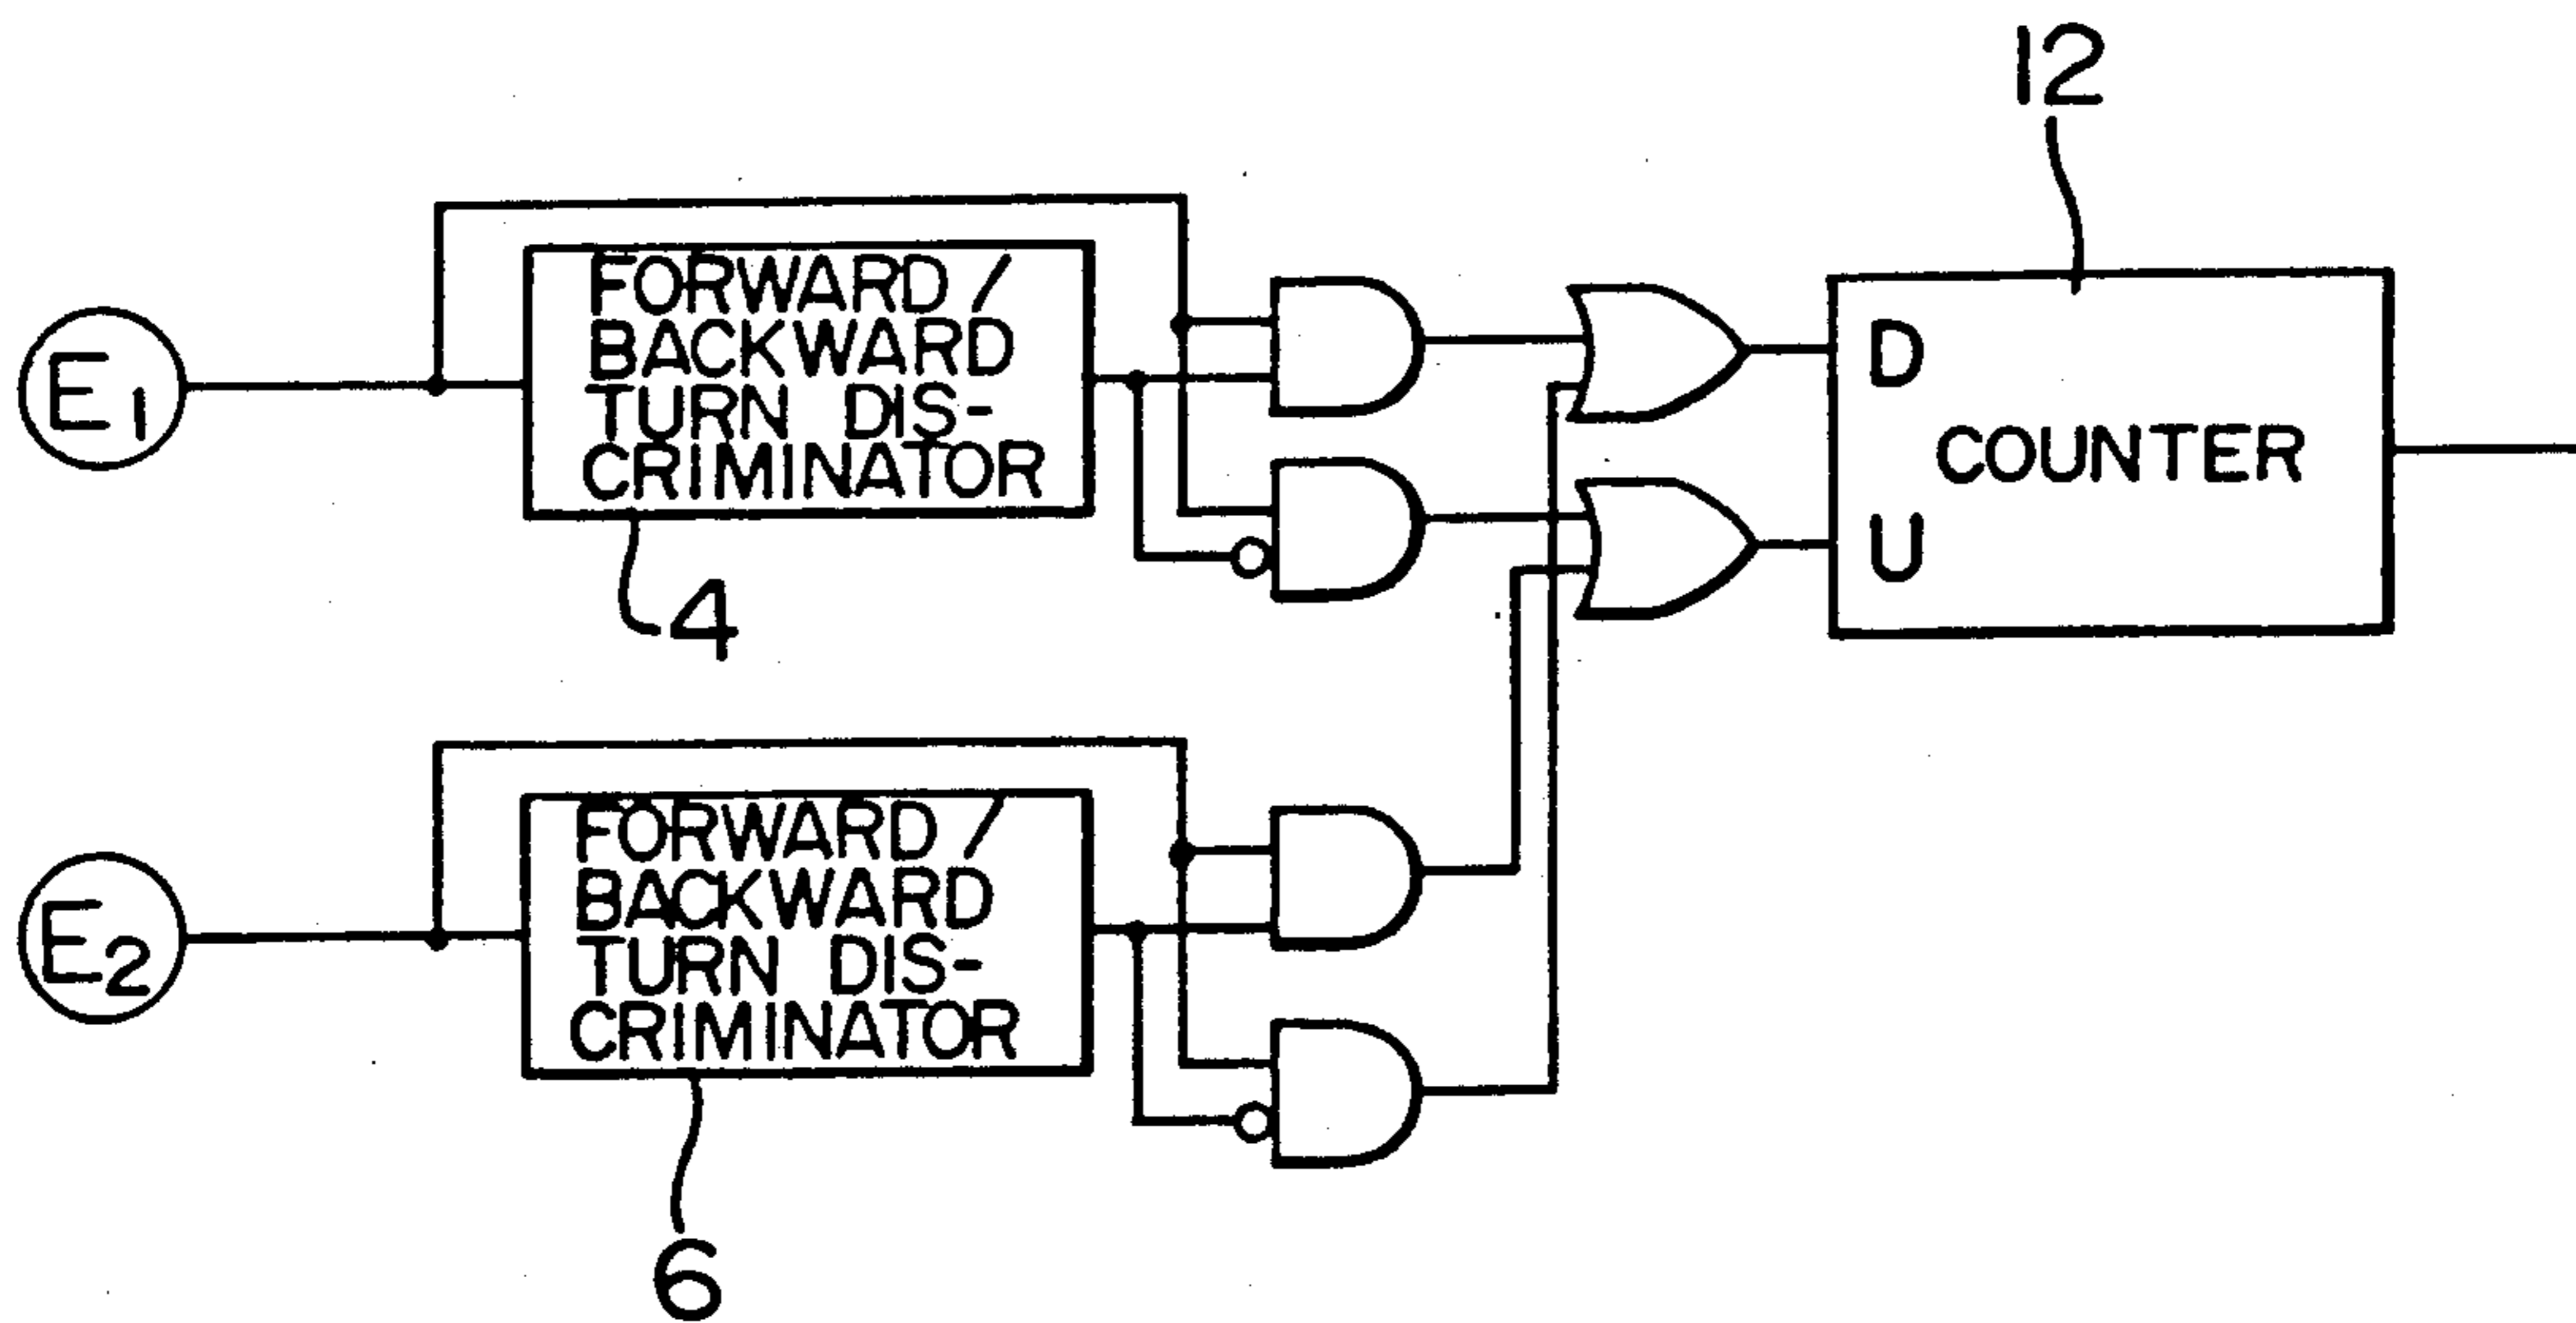 12
E1
FORWARD /
BACKWARD
TURN DIS-
CRIMINATOR
D
COUNTER
U
4
E2
FORWARD /
BACKWARD
TURN DIS-
CRIMINATOR
6